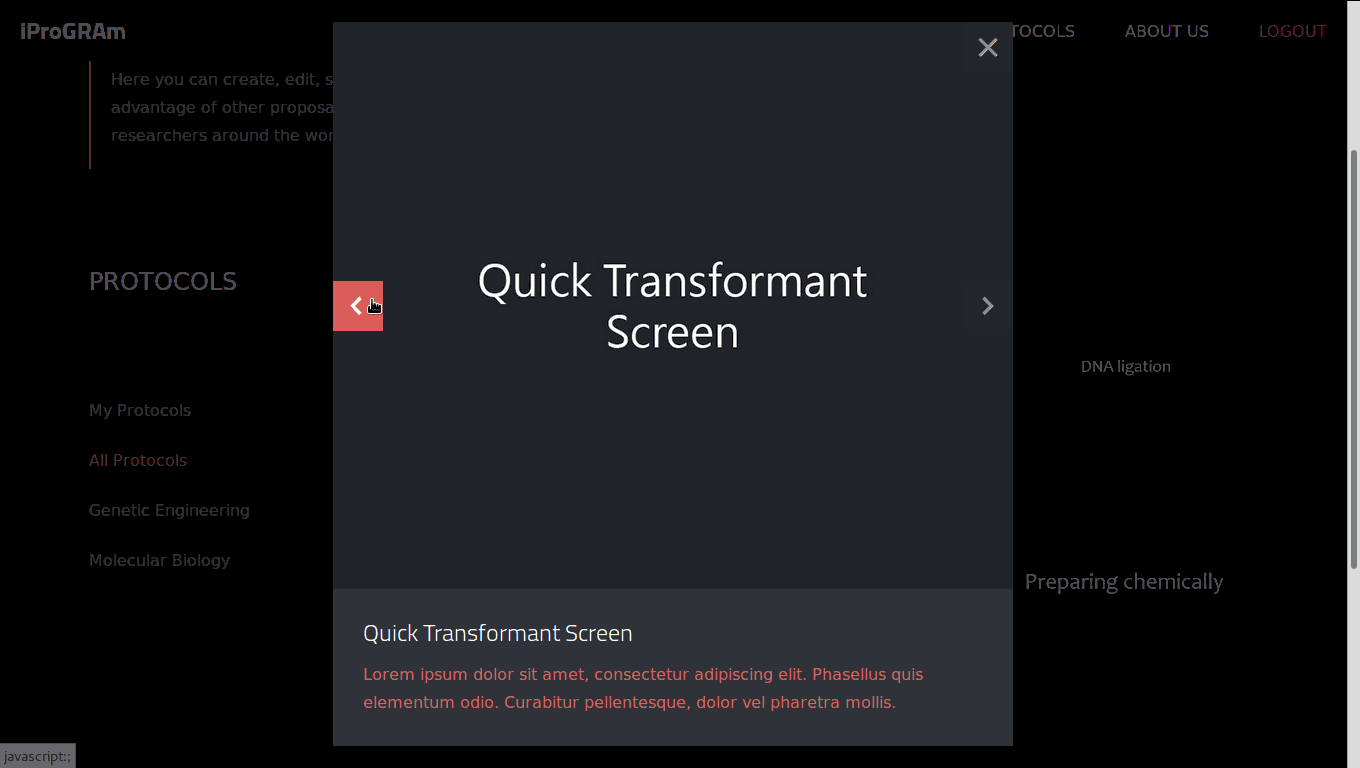 iProGRAm
TOCOLS
ABOUT US
LOGOUT
Here you can create, edit, s
advantage of other proposa
researchers around the wor
PROTOCOLS
My Protocols
All Protocols
Genetic Engineering
Molecular Biology
Quick Transformant
Screen
Quick Transformant Screen
Lorem ipsum dolor sit amet, consectetur adipiscing elit. Phasellus quis
elementum odio. Curabitur pellentesque, dolor vel pharetra mollis.
DNA ligation
Preparing chemically
javascript:;